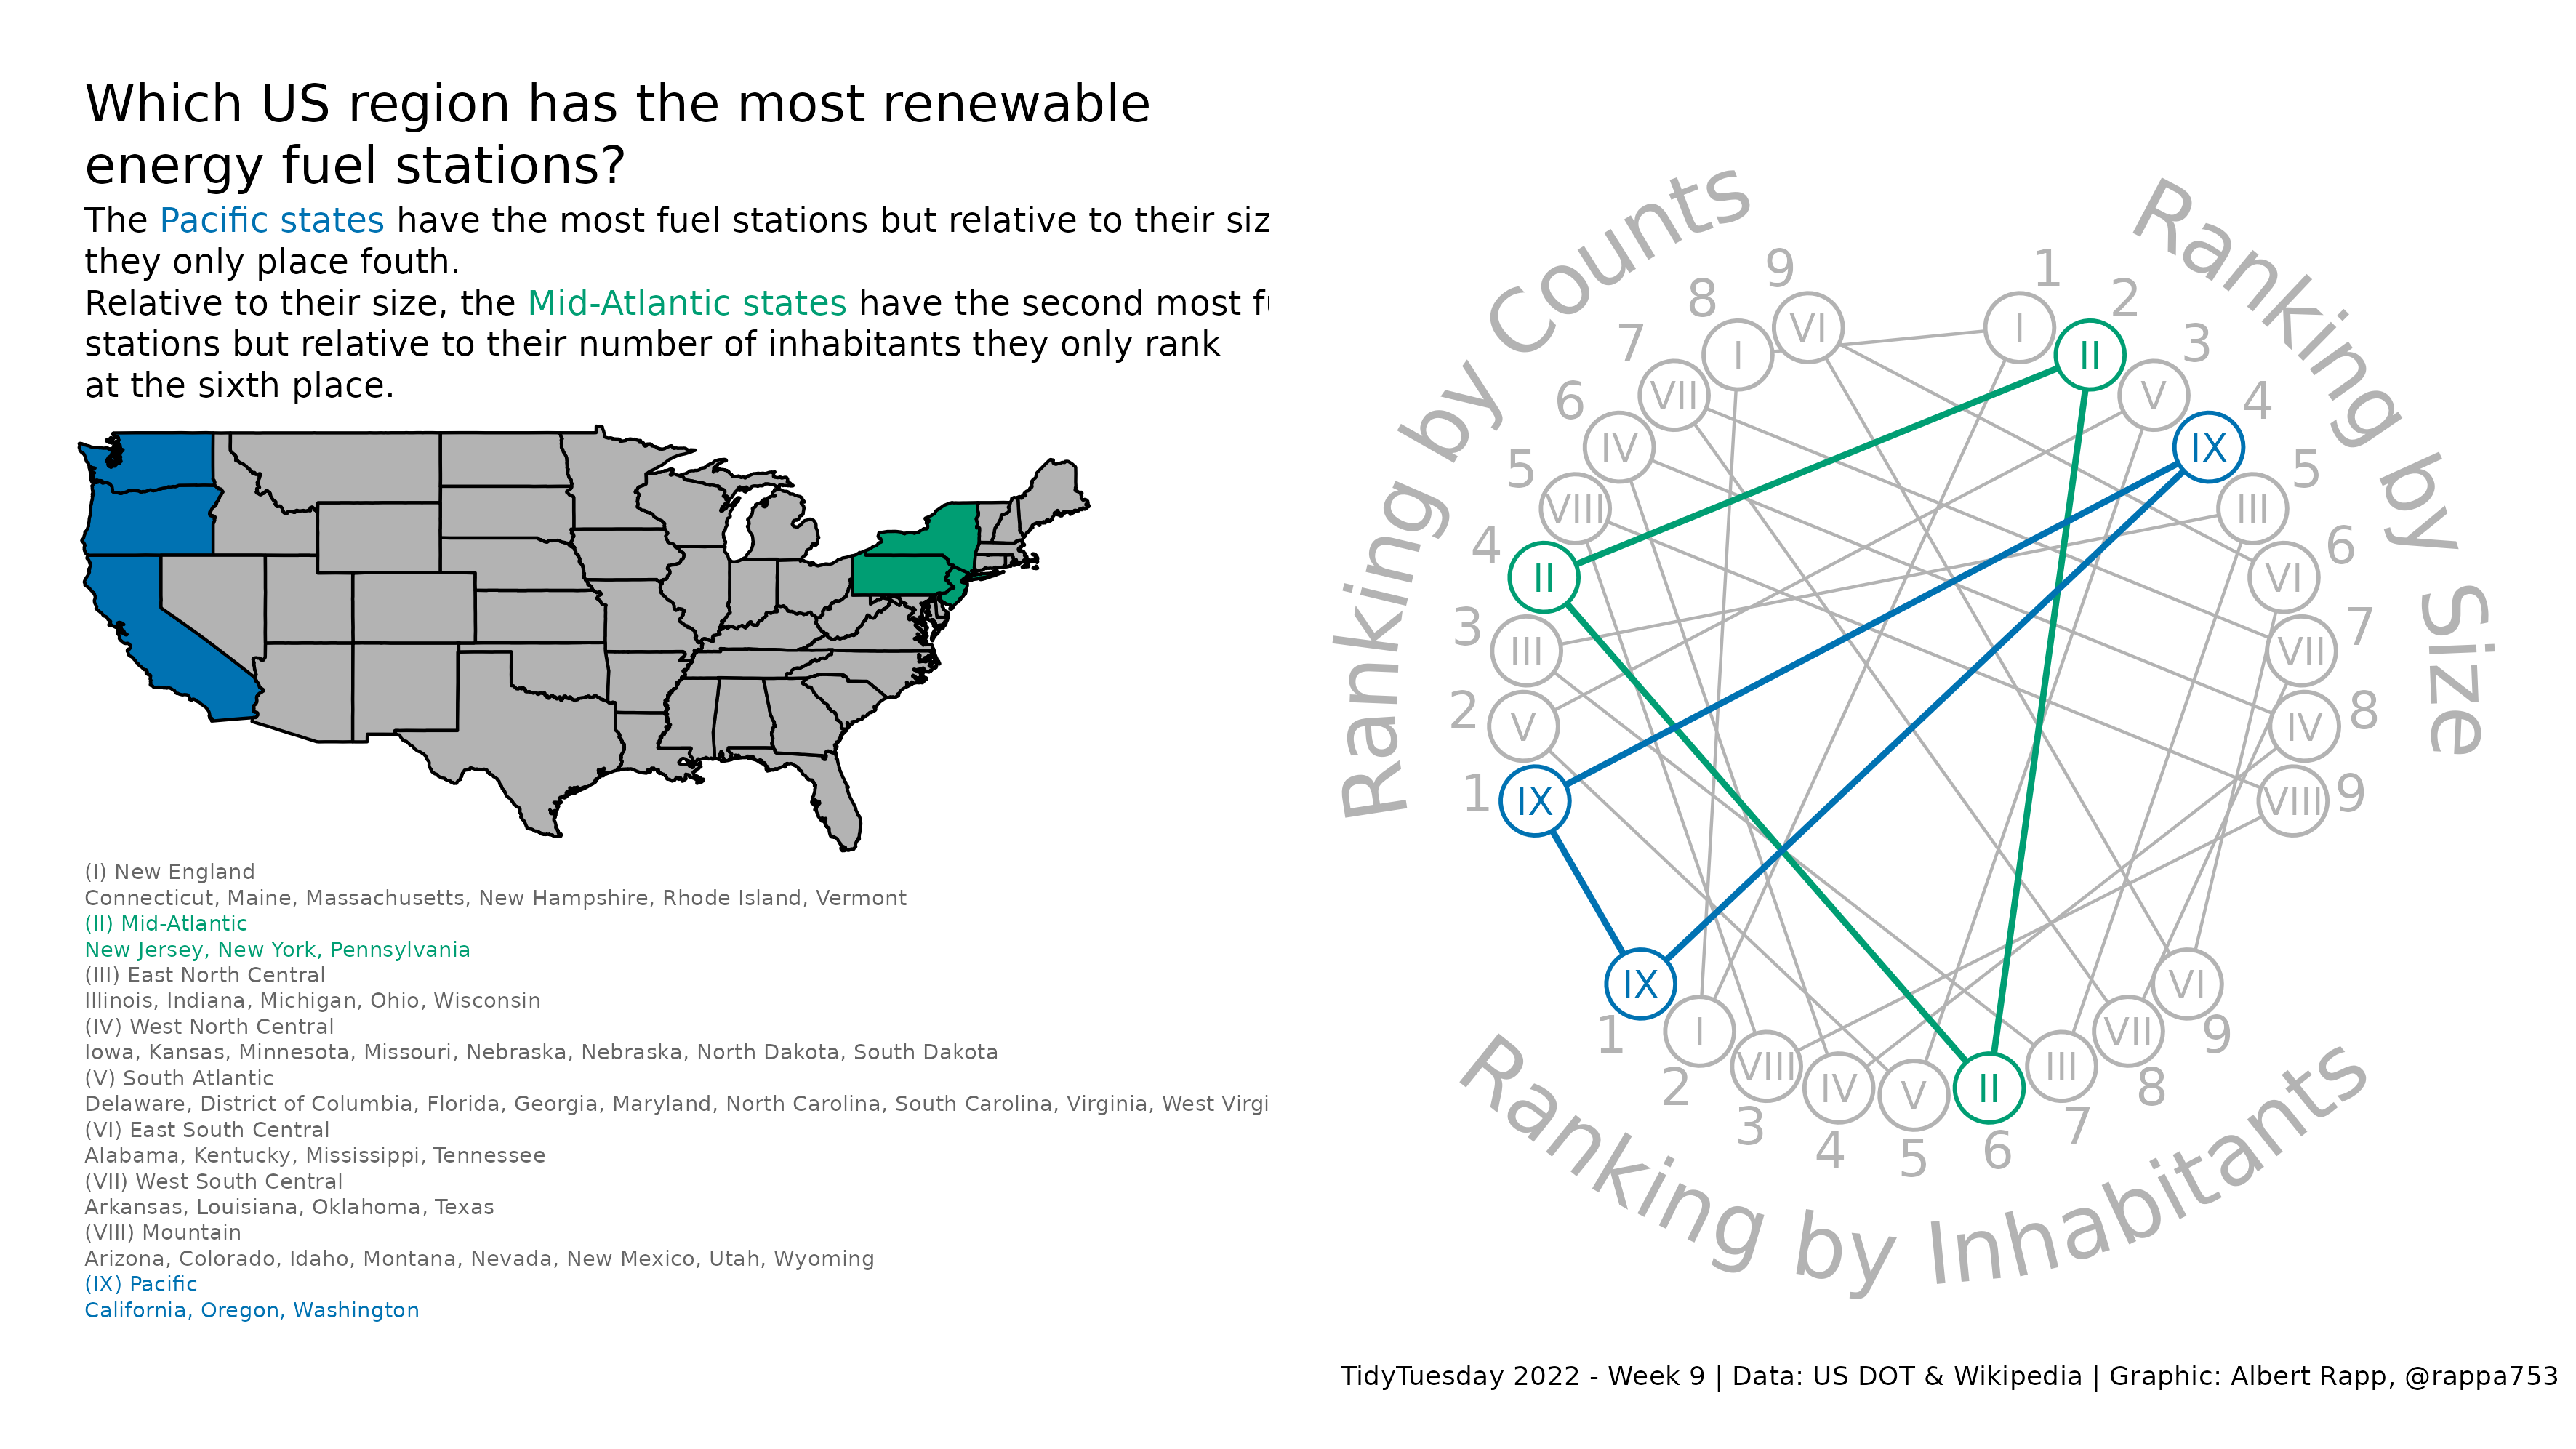 Which US region has the most renewable
energy fuel stations?
The Pacific states have the most fuel stations but relative to their siz
they only place fouth.
Relative to their size, the Mid-Atlantic states have the second most fu
stations but relative to their number of inhabitants they only rank
at the sixth place.
(I) New England
Connecticut, Maine, Massachusetts, New Hampshire, Rhode Island, Vermont
(II) Mid-Atlantic
New Jersey, New York, Pennsylvania
(III) East North Central
Illinois, Indiana, Michigan, Ohio, Wisconsin
(IV) West North Central
Iowa, Kansas, Minnesota, Missouri, Nebraska, Nebraska, North Dakota, South Dakota
(V) South Atlantic
Delaware, District of Columbia, Florida, Georgia, Maryland, North Carolina, South Carolina, Virginia, West Virgi
(VI) East South Central
Alabama, Kentucky, Mississippi, Tennessee
(VII) West South Central
Arkansas, Louisiana, Oklahoma, Texas
(VIII) Mountain
Arizona, Colorado, Idaho, Montana, Nevada, New Mexico, Utah, Wyoming
(IX) Pacific
California, Oregon, Washington
Ranking by Counts
1 IX
2 V
3 III
4 II
5 VIII
6 IV
7 VII
8 I
9 VI
Ranking by Size
1 I
2 II
3 V
4 IX
5 III
6 VI
7 VII
8 IV
9 VIII
Ranking by Inhabitants
1 IX
2 I
3 VIII
4 IV
5 V
6 II
7 III
8 VII
9 VI
TidyTuesday 2022 - Week 9 | Data: US DOT & Wikipedia | Graphic: Albert Rapp, @rappa753